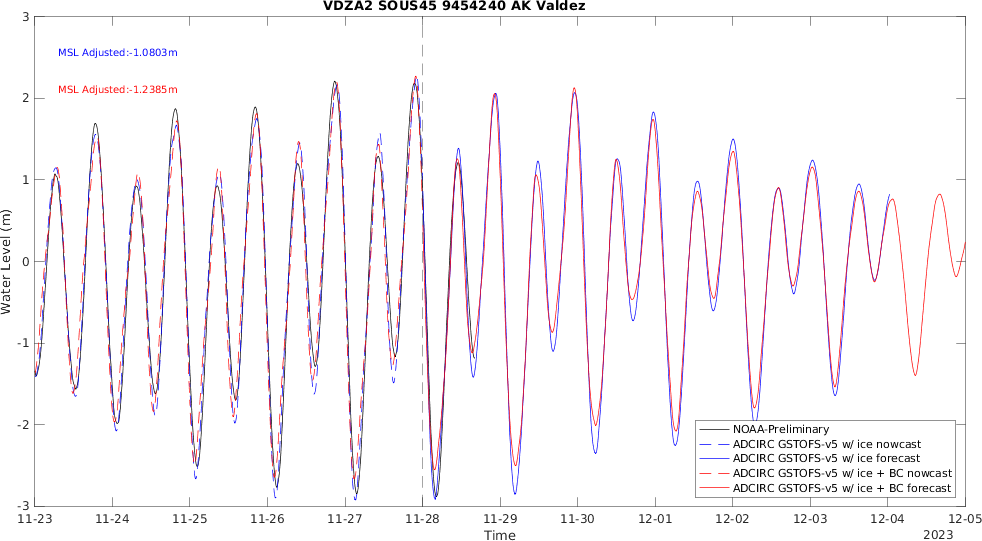 VDZA2 SOUS45 9454240 AK Valdez
MSL Adjusted:-1.0803m
MSL Adjusted:-1.2385m
3
2
1
0
-1
-2
-3
Water Level (m)
NOAA-Preliminary
ADCIRC GSTOFS-v5 w/ ice nowcast
ADCIRC GSTOFS-v5 w/ ice forecast
ADCIRC GSTOFS-v5 w/ ice + BC nowcast
ADCIRC GSTOFS-v5 w/ ice + BC forecast
11-23 11-24 11-25 11-26 11-27 11-28 11-29 11-30 12-01 12-02 12-03 12-04 12-05
Time
2023